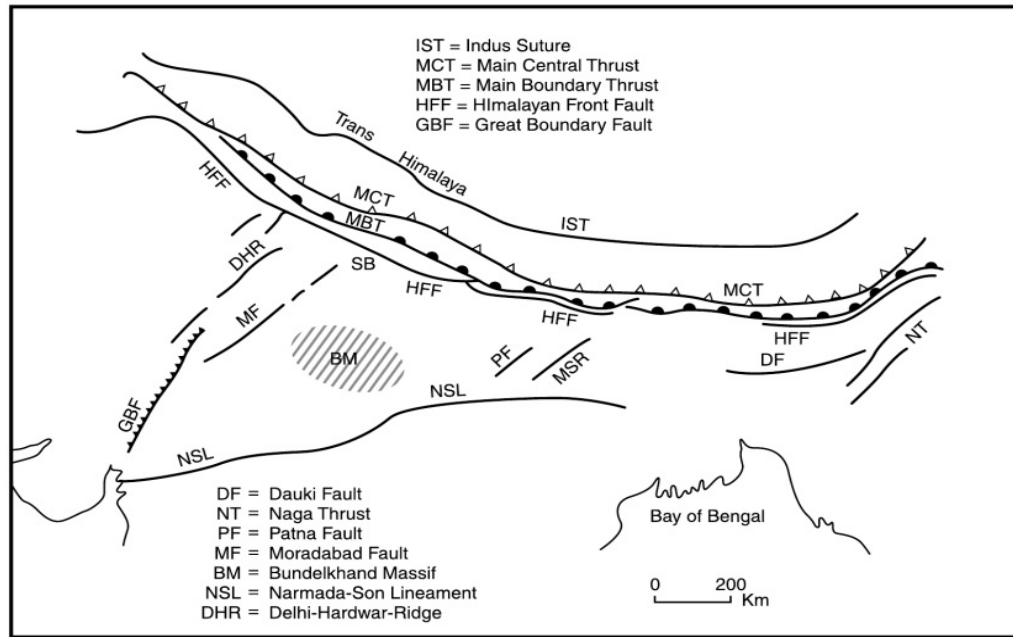 IST = Indus Suture
MCT = Main Central Thrust
MBT = Main Boundary Thrust
HFF = HImalayan Front Fault
GBF = Great Boundary Fault
Trans
Himalaya
HFF
MCT
MBT
IST
DHR
SB
HFF
MCT
MF
HFF
HFF
NT
BM
PF
MSR
DF
GBF
NSL
NSL
DF = Dauki Fault
NT = Naga Thrust
PF = Patna Fault
MF = Moradabad Fault
BM = Bundelkhand Massif
NSL = Narmada-Son Lineament
DHR = Delhi-Hardwar-Ridge
Bay of Bengal
0 200
Km